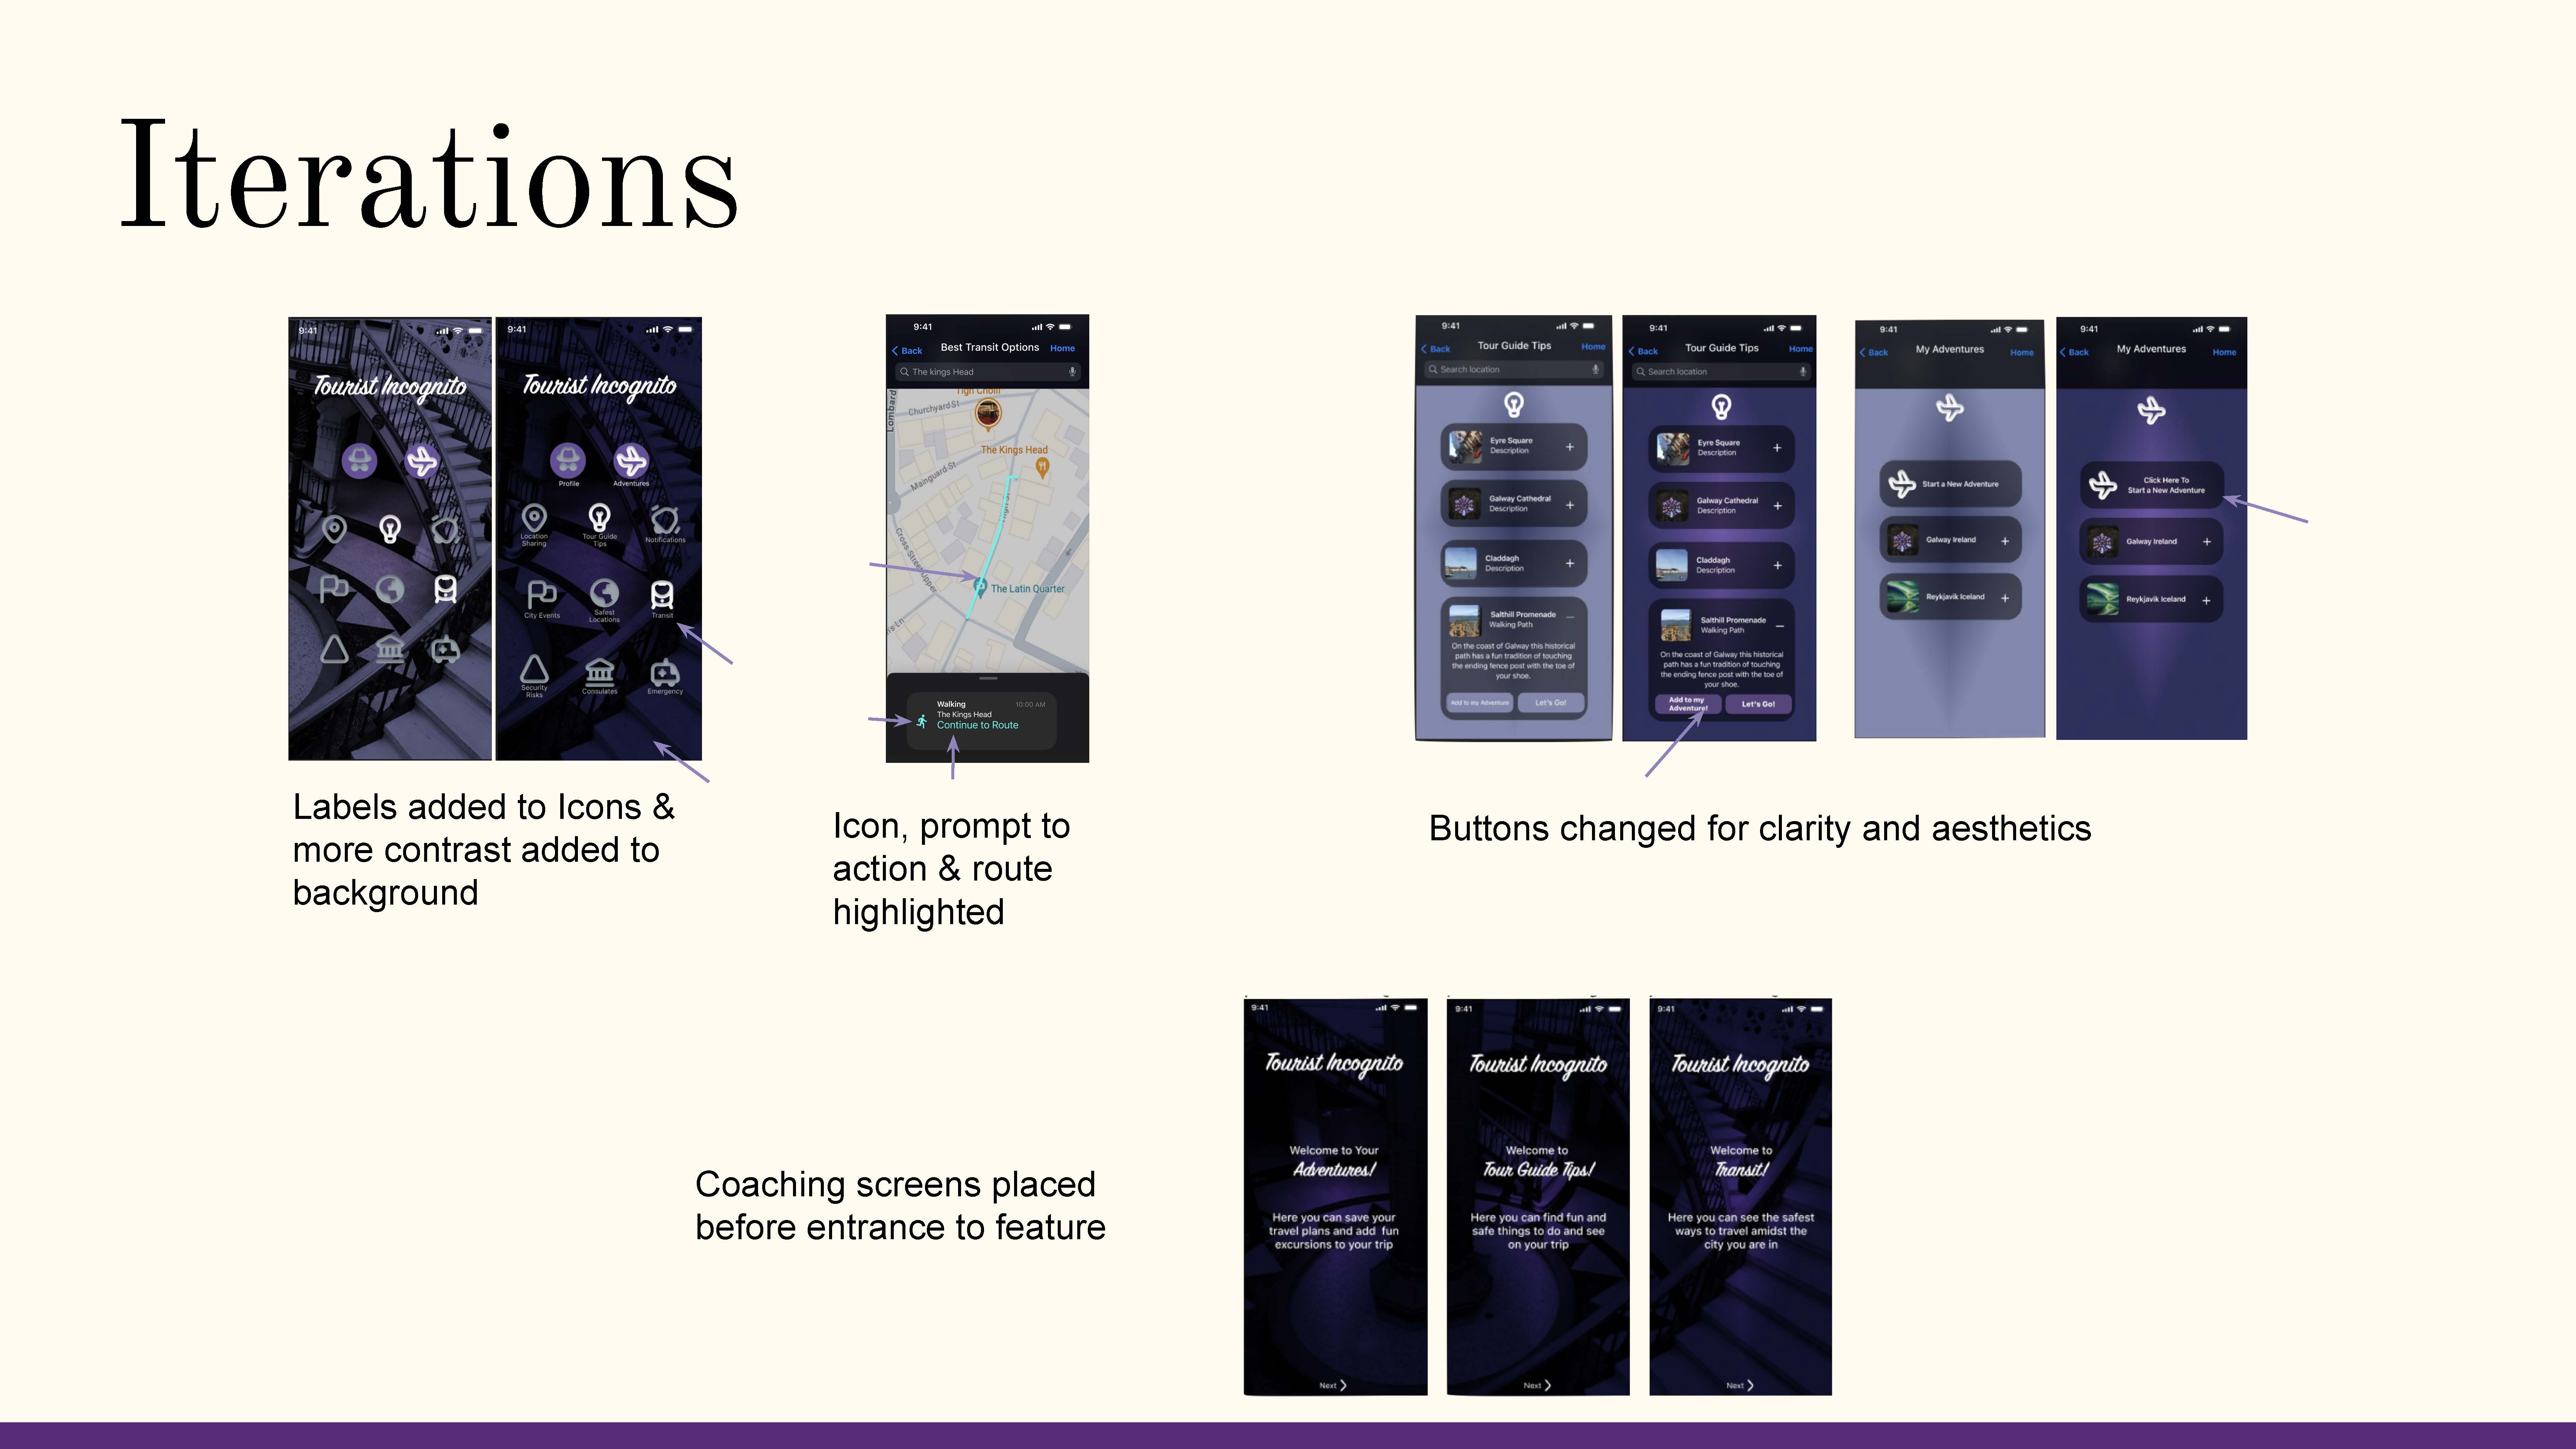 Iterations
9:41
Tourist Incognito
9:41
Tourist Incognito
Profile
Adventures
Location
Sharing
Tour Guide
Tips
Notifications
City Events
Safest
Locations
Transit
Security
Risks
Consulates
Emergency
Labels added to Icons &
more contrast added to
background
9:41
Back
Best Transit Options
Home
The kings Head
Tigh Choilí
Lombard
Churchyard St
The Kings Head
Mainguard St
High St
Cross Street Upper
The Latin Quarter
Walking
10:00 AM
The Kings Head
Continue to Route
Icon, prompt to
action & route
highlighted
9:41
Back
Tour Guide Tips
Home
Search location
Eyre Square
Description
Galway Cathedral
Description
Claddagh
Description
Salthill Promenade
Walking Path
On the coast of Galway this historical
path has a fun tradition of touching
the ending fence post with the toe of
your shoe.
Add to my Adventure
Let's Go!
9:41
Back
Tour Guide Tips
Home
Search location
Eyre Square
Description
Galway Cathedral
Description
Claddagh
Description
Salthill Promenade
Walking Path
On the coast of Galway this historical
path has a fun tradition of touching
the ending fence post with the toe of
your shoe.
Add to my
Adventure!
Let's Go!
9:41
Back
My Adventures
Home
Start a New Adventure
Galway Ireland
Reykjavik Iceland
9:41
Back
My Adventures
Home
Click Here To
Start a New Adventure
Galway Ireland
Reykjavik Iceland
Buttons changed for clarity and aesthetics
Coaching screens placed
before entrance to feature
9:41
Tourist Incognito
Welcome to Your
Adventures!
Here you can save your
travel plans and add fun
excursions to your trip
Next
9:41
Tourist Incognito
Welcome to
Tour Guide Tips!
Here you can find fun and
safe things to do and see
on your trip
Next
9:41
Tourist Incognito
Welcome to
Transit!
Here you can see the safest
ways to travel amidst the
city you are in
Next